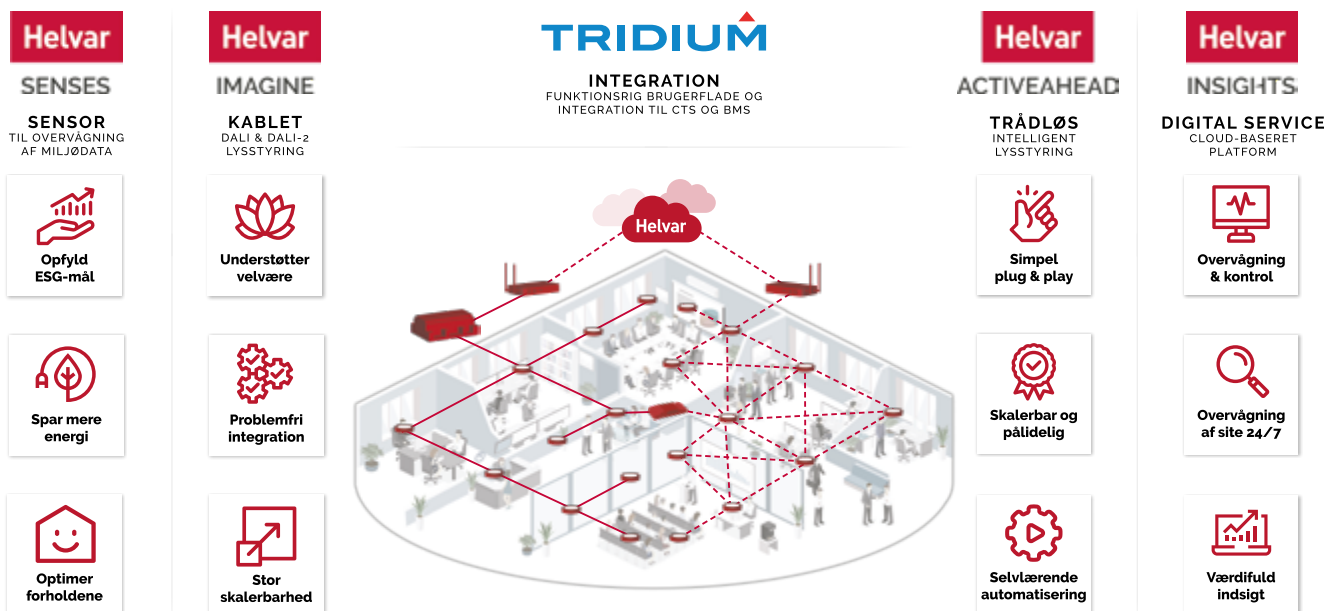 Helvar
SENSES
SENSOR
TIL OVERVÅGNING
AF MILJØDATA
Opfyld
ESG-mål
Spar mere
energi
Optimer
forholdene
Helvar
IMAGINE
KABLET
DALI & DALI-2
LYSSTYRING
Understøtter
velvære
Problemfri
integration
Stor
skalerbarhed
TRIDIUM
INTEGRATION
FUNKTIONSRIG BRUGERFLADE OG
INTEGRATION TIL CTS OG BMS
Helvar
Helvar
ACTIVEAHEAD
TRÅDLØS
INTELLIGENT
LYSSTYRING
Simpel
plug & play
Skalerbar og
pålidelig
Selvlærende
automatisering
Helvar
INSIGHTS
DIGITAL SERVICE
CLOUD-BASERET
PLATFORM
Overvågning
& kontrol
Overvågning
af site 24/7
Værdifuld
indsigt